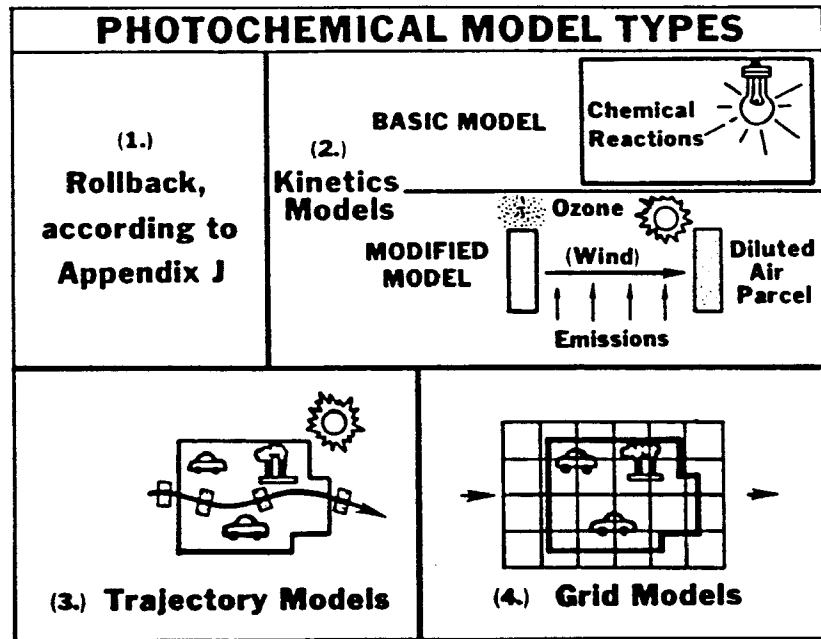 PHOTOCHEMICAL MODEL TYPES
(1.)
Rollback,
according to
Appendix J
(2.)
Kinetics
Models
BASIC MODEL
Chemical
Reactions
MODIFIED
MODEL
Ozone
(Wind)
Emissions
Diluted
Air
Parcel
(3.) Trajectory Models
(4.) Grid Models